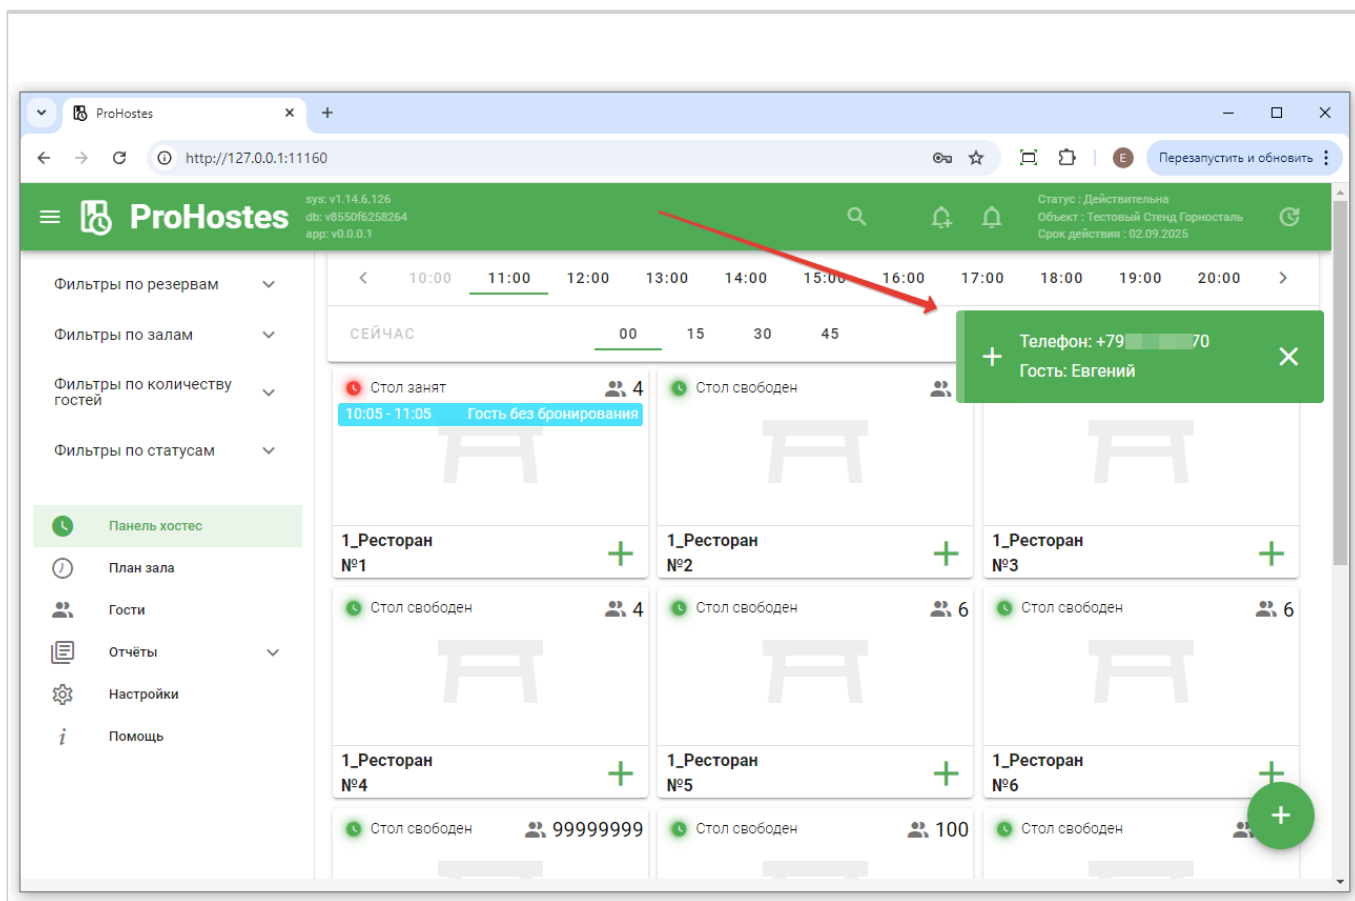 ProHostes
http://127.0.0.1:11160
E
Перезапустить и обновить
ProHostes
sys: v1.14.6.126
db: v8550f6258264
app: v0.0.0.1
Статус : Действительна
Объект : Тестовый Стенд Горносталь
Срок действия : 02.09.2025
Фильтры по резервам
Фильтры по залам
Фильтры по количеству
гостей
Фильтры по статусам
Панель хостес
План зала
Гости
Отчёты
Настройки
Помощь
10:00 11:00 12:00 13:00 14:00 15:00 16:00 17:00 18:00 19:00 20:00
СЕЙЧАС 00 15 30 45
Телефон: +79 70
Гость: Евгений
Стол занят 4
10:05 - 11:05 Гость без бронирования
1_Ресторан
№1
Стол свободен
1_Ресторан
№2
1_Ресторан
№3
Стол свободен 4
1_Ресторан
№4
Стол свободен 6
1_Ресторан
№5
Стол свободен 6
1_Ресторан
№6
Стол свободен 99999999
Стол свободен 100
Стол свободен